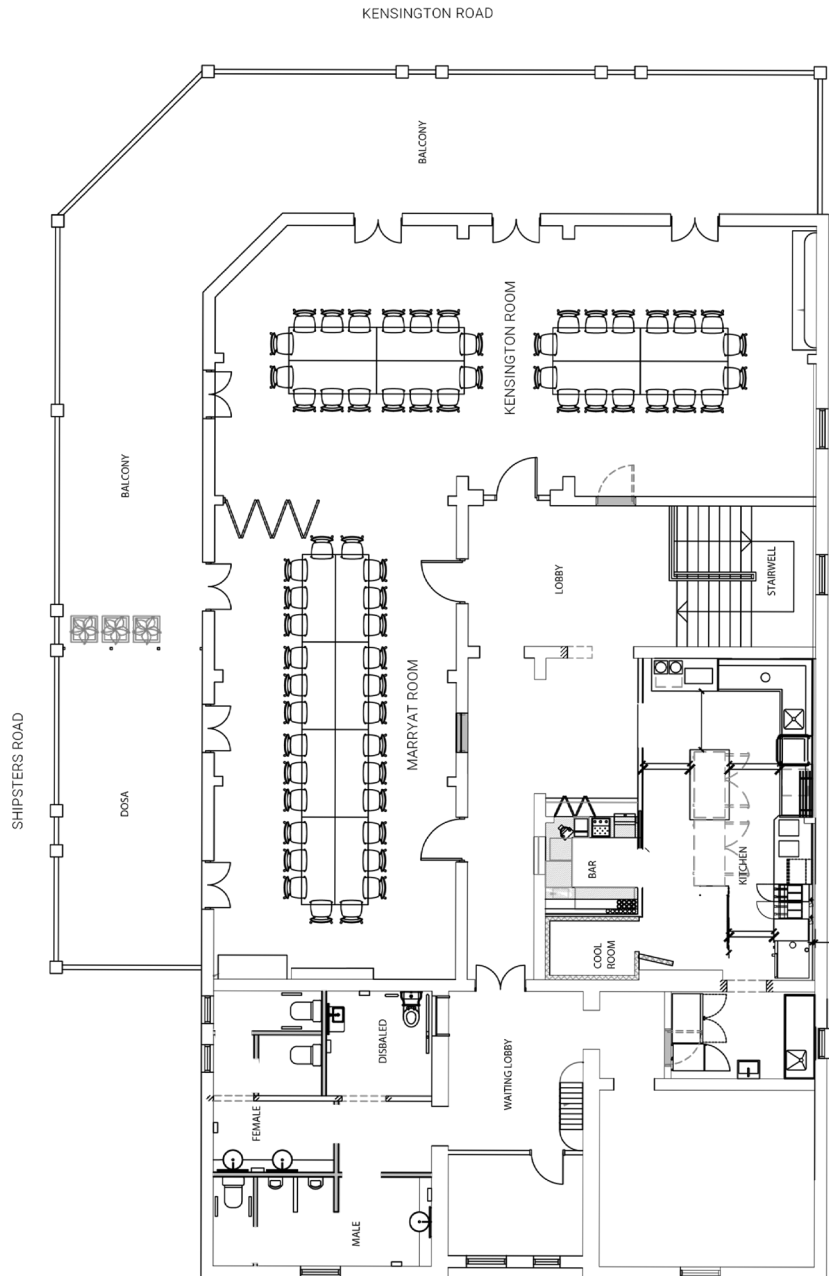 KENSINGTON ROAD
BALCONY
KENSINGTON ROOM
BALCONY
LOBBY
STAIRWELL
MARRYAT ROOM
SHIPSTERS ROAD
DOSA
BAR
KITCHEN
COOL
ROOM
DISBALED
WAITING LOBBY
FEMALE
MALE